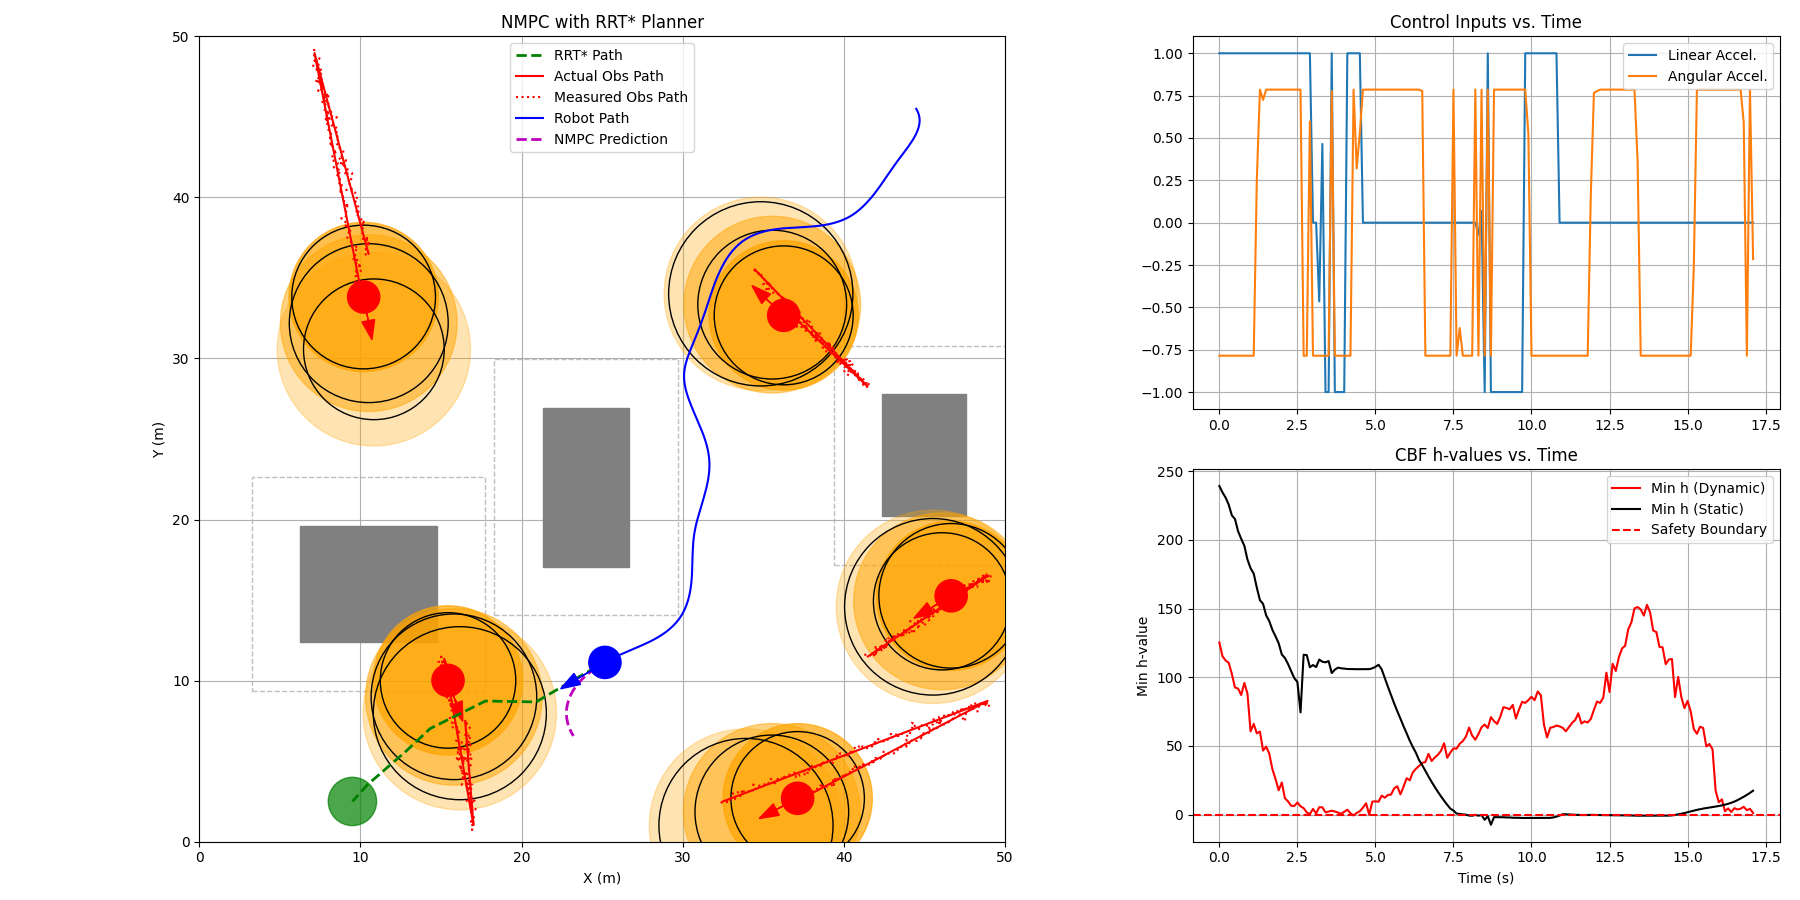 NMPC with RRT* Planner
50
40
30
20
10
0
Y (m)
0
10
20
30
40
50
X (m)
RRT* Path
Actual Obs Path
Measured Obs Path
Robot Path
NMPC Prediction
Control Inputs vs. Time
1.00
0.75
0.50
0.25
0.00
−0.25
−0.50
−0.75
−1.00
0.0
2.5
5.0
7.5
10.0
12.5
15.0
17.5
Linear Accel.
Angular Accel.
CBF h-values vs. Time
250
200
150
100
50
0
Min h-value
0.0
2.5
5.0
7.5
10.0
12.5
15.0
17.5
Time (s)
Min h (Dynamic)
Min h (Static)
Safety Boundary